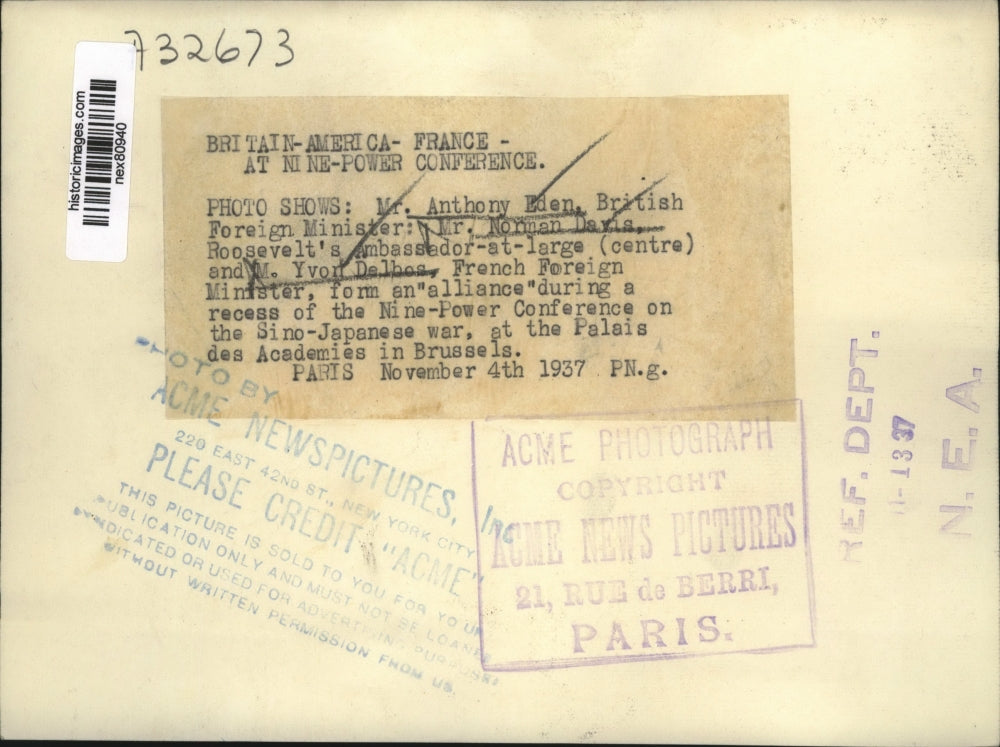 A32673
historicimages.com
nex80940
BRITAIN-AMERICA- FRANCE -
AT NINE-POWER CONFERENCE.
PHOTO SHOWS: Mr. Anthony Eden, British
Foreign Minister: Mr. Norman Davis,
Roosevelt's Ambassador-at-large (centre)
and M. Yvon Delbos, French Foreign
Minister, form an"alliance"during a
recess of the Nine-Power Conference on
the Sino-Japanese war, at the Palais
des Academies in Brussels.
PARIS November 4th 1937 PN.g.
PHOTO BY
ACME NEWSPICTURES, Inc
220 EAST 42ND ST., NEW YORK CITY
PLEASE CREDIT "ACME"
THIS PICTURE IS SOLD TO YOU FOR YOUR
PUBLICATION ONLY AND MUST NOT BE LOANED
SYNDICATED OR USED FOR ADVERTISING PURPOSES
WITHOUT WRITTEN PERMISSION FROM US.
ACME PHOTOGRAPH
COPYRIGHT
ACME NEWS PICTURES
21, RUE de BERRI,
PARIS.
REF. DEPT.
N. E. A.